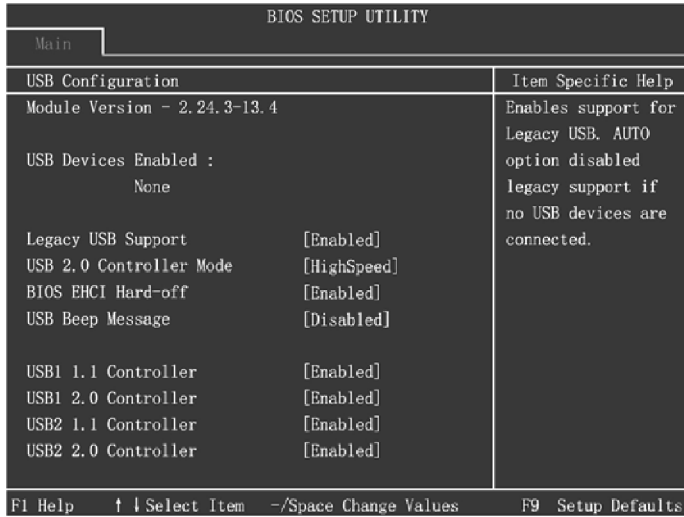 BIOS SETUP UTILITY
Main
USB Configuration
Module Version - 2.24.3-13.4
USB Devices Enabled :
None
Legacy USB Support [Enabled]
USB 2.0 Controller Mode [HighSpeed]
BIOS EHCI Hard-off [Enabled]
USB Beep Message [Disabled]
USB1 1.1 Controller [Enabled]
USB1 2.0 Controller [Enabled]
USB2 1.1 Controller [Enabled]
USB2 2.0 Controller [Enabled]
Item Specific Help
Enables support for
Legacy USB. AUTO
option disabled
legacy support if
no USB devices are
connected.
F1 Help ↑↓Select Item -/Space Change Values F9 Setup Defaults